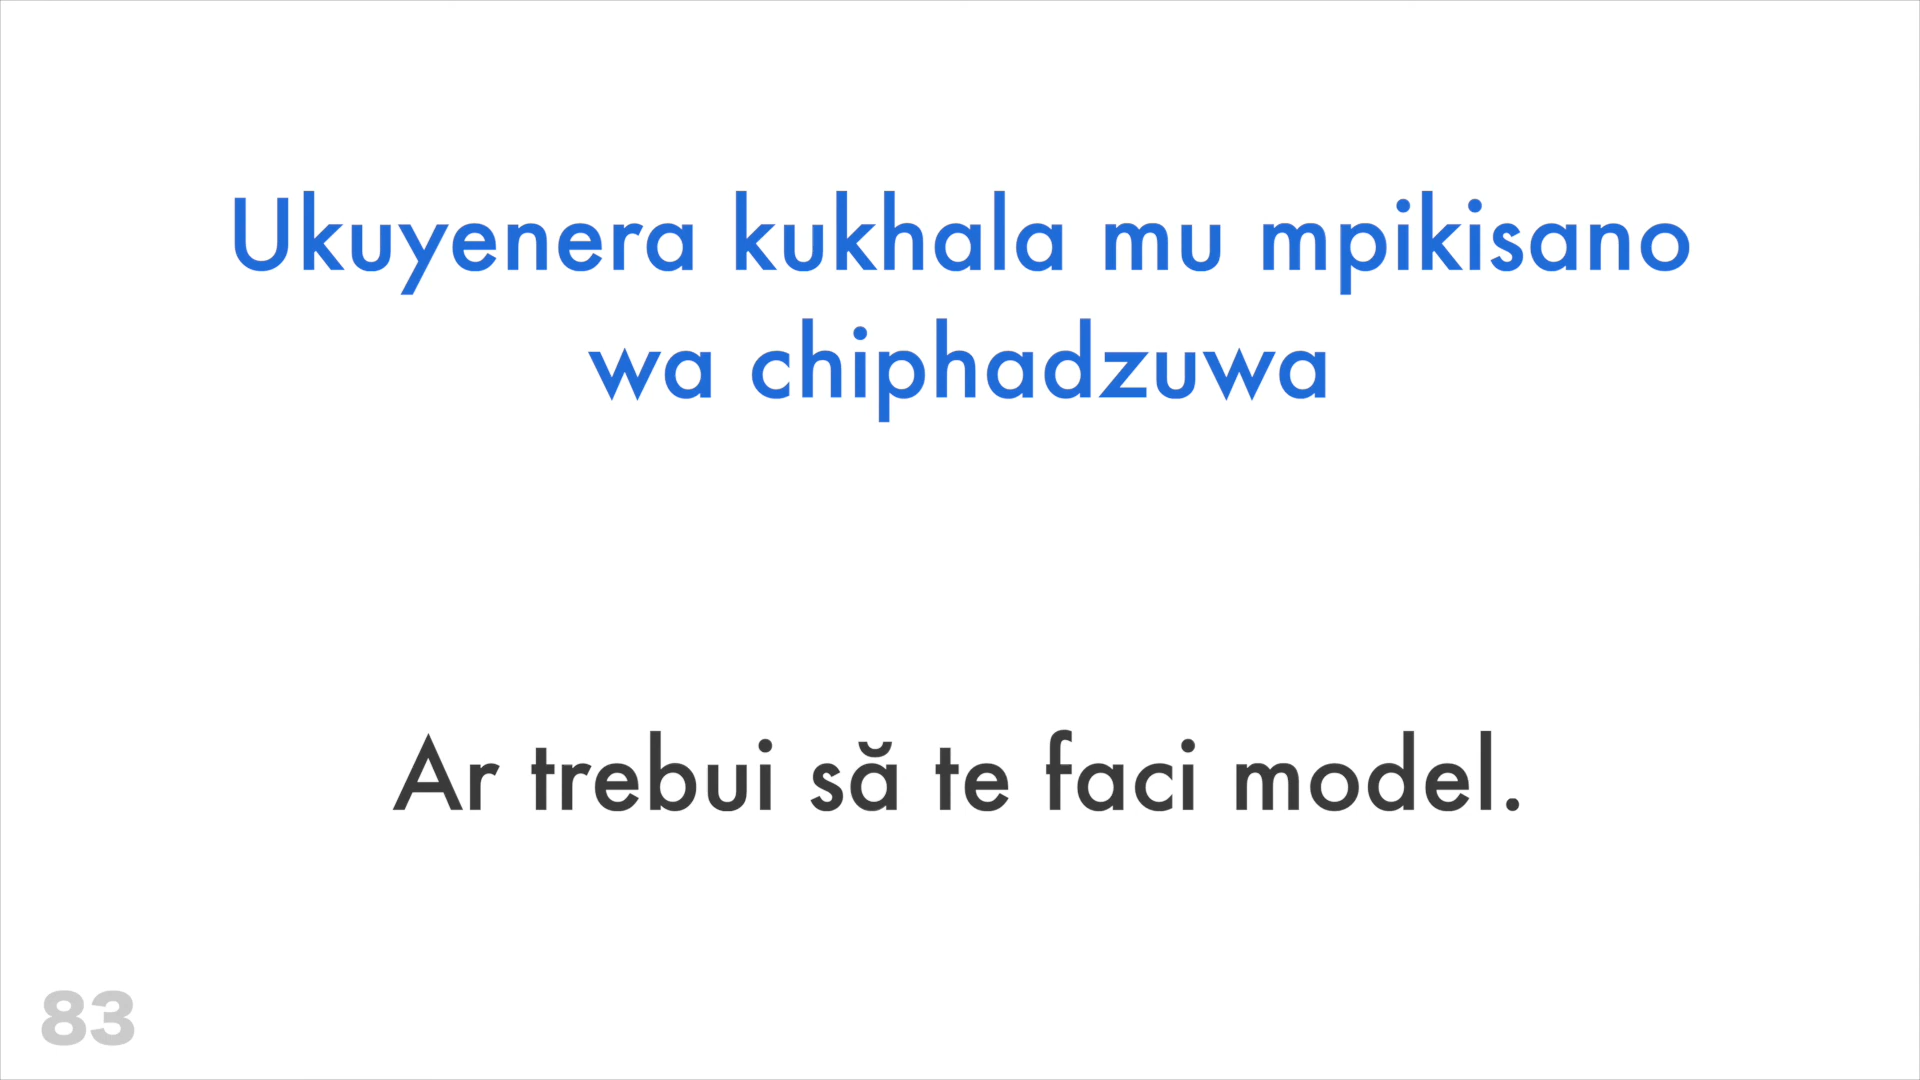 Ukuyenera kukhala mu mpikisano
wa chiphadzuwa
Ar trebui să te faci model.
83